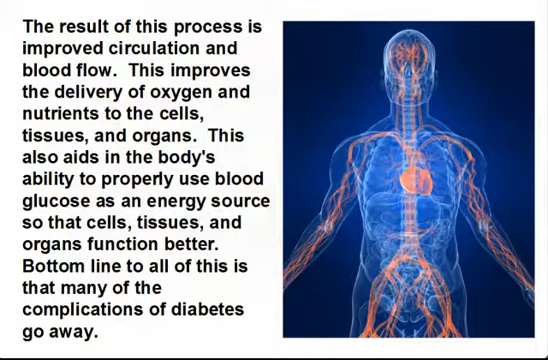 The result of this process is
improved circulation and
blood flow.  This improves
the delivery of oxygen and
nutrients to the cells,
tissues, and organs.  This
also aids in the body's
ability to properly use blood
glucose as an energy source
so that cells, tissues, and
organs function better.
Bottom line to all of this is
that many of the
complications of diabetes
go away.